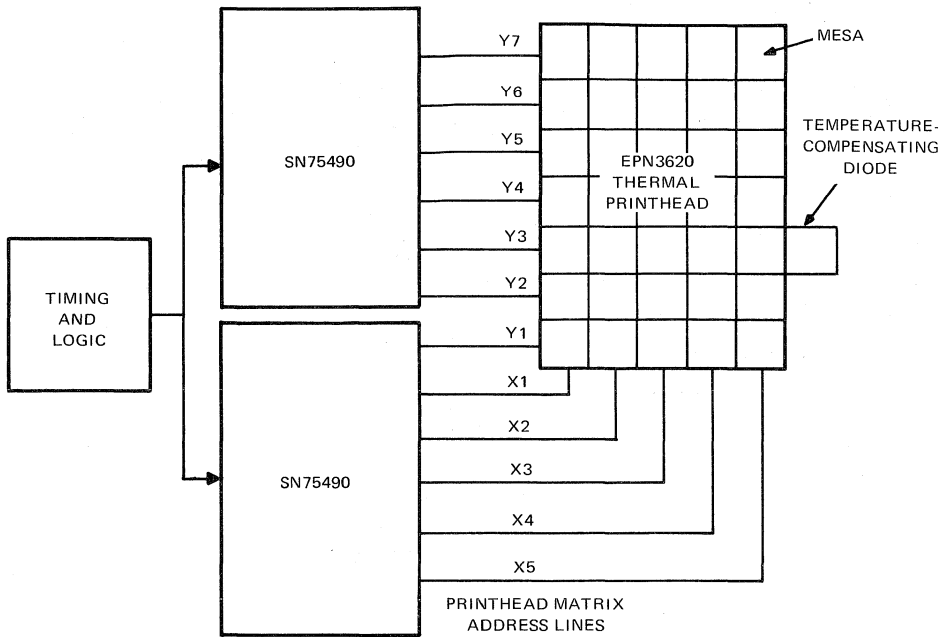 Y7
MESA
Y6
TEMPERATURE-
COMPENSATING
DIODE
Y5
SN75490
EPN3620
THERMAL
PRINTHEAD
Y4
Y3
Y2
TIMING
AND
LOGIC
Y1
X1
X2
X3
SN75490
X4
X5
PRINTHEAD MATRIX
ADDRESS LINES